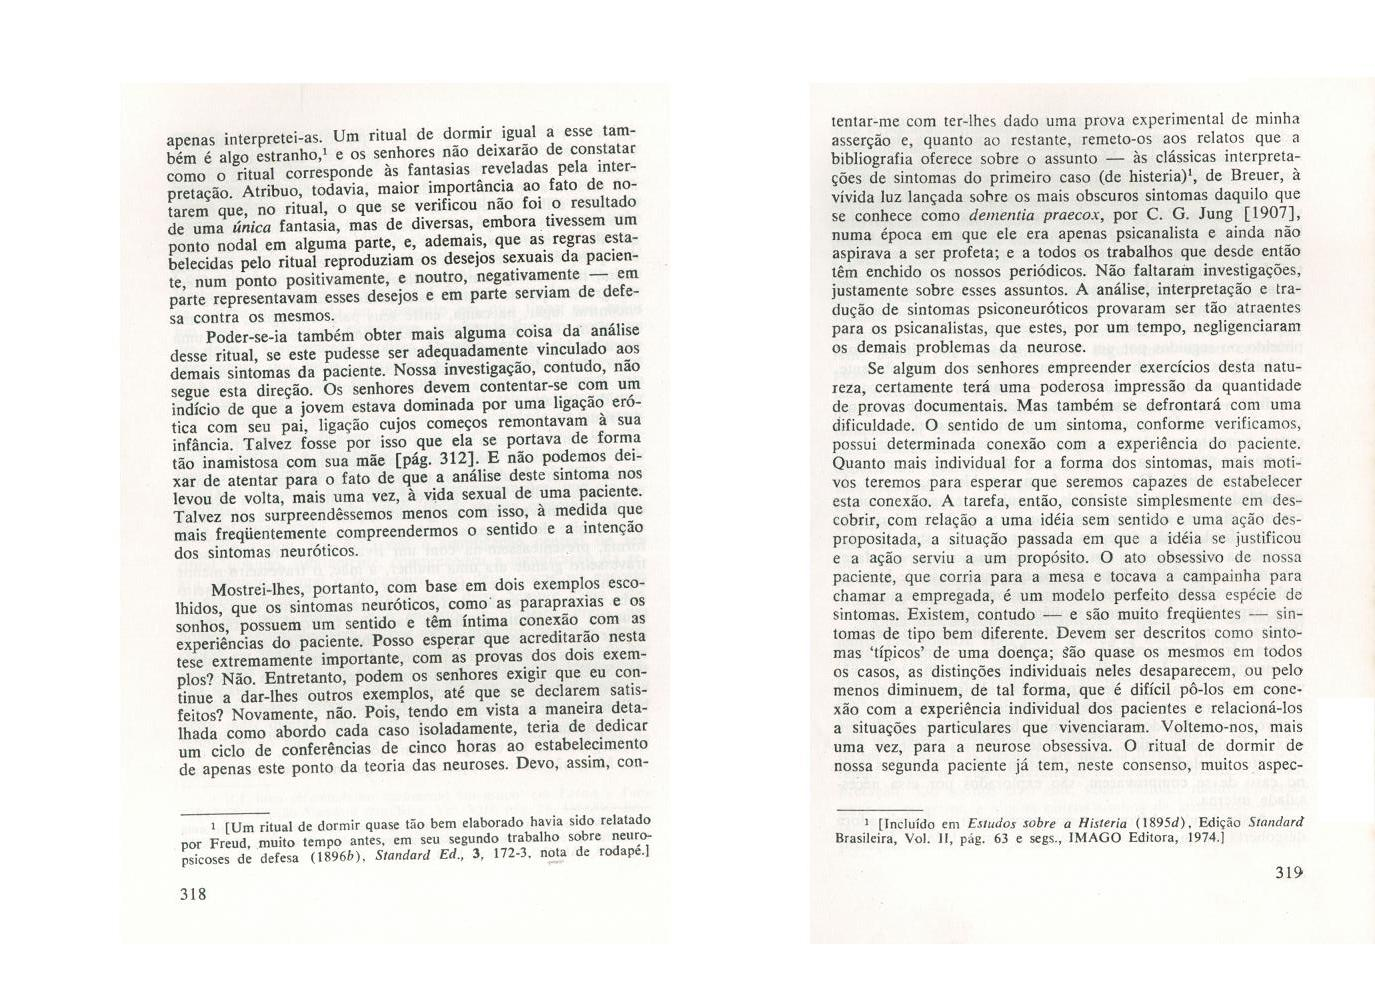 apenas interpretei-as. Um ritual de dormir igual a esse tam-
bém é algo estranho,¹ e os senhores não deixarão de constatar
como o ritual corresponde às fantasias reveladas pela inter-
pretação. Atribuo, todavia, maior importância ao fato de no-
tarem que, no ritual, o que se verificou não foi o resultado
de uma única fantasia, mas de diversas, embora tivessem um
ponto nodal em alguma parte, e, ademais, que as regras esta-
belecidas pelo ritual reproduziam os desejos sexuais da pacien-
te, num ponto positivamente, e noutro, negativamente — em
parte representavam esses desejos e em parte serviam de defe-
sa contra os mesmos.
Poder-se-ia também obter mais alguma coisa da análise
desse ritual, se este pudesse ser adequadamente vinculado aos
demais sintomas da paciente. Nossa investigação, contudo, não
segue esta direção. Os senhores devem contentar-se com um
indício de que a jovem estava dominada por uma ligação eró-
tica com seu pai, ligação cujos começos remontavam à sua
infância. Talvez fosse por isso que ela se portava de forma
tão inamistosa com sua mãe [pág. 312]. E não podemos dei-
xar de atentar para o fato de que a análise deste sintoma nos
levou de volta, mais uma vez, à vida sexual de uma paciente.
Talvez nos surpreendêssemos menos com isso, à medida que
mais freqüentemente compreendermos o sentido e a intenção
dos sintomas neuróticos.
Mostrei-lhes, portanto, com base em dois exemplos esco-
lhidos, que os sintomas neuróticos, como as parapraxias e os
sonhos, possuem um sentido e têm íntima conexão com as
experiências do paciente. Posso esperar que acreditarão nesta
tese extremamente importante, com as provas dos dois exem-
plos? Não. Entretanto, podem os senhores exigir que eu con-
tinue a dar-lhes outros exemplos, até que se declarem satis-
feitos? Novamente, não. Pois, tendo em vista a maneira deta-
lhada como abordo cada caso isoladamente, teria de dedicar
um ciclo de conferências de cinco horas ao estabelecimento
de apenas este ponto da teoria das neuroses. Devo, assim, con-
¹ [Um ritual de dormir quase tão bem elaborado havia sido relatado
por Freud, muito tempo antes, em seu segundo trabalho sobre neuro-
psicoses de defesa (1896b), Standard Ed., 3, 172-3, nota de rodapé.]
318
tentar-me com ter-lhes dado uma prova experimental de minha
asserção e, quanto ao restante, remeto-os aos relatos que a
bibliografia oferece sobre o assunto — às clássicas interpreta-
ções de sintomas do primeiro caso (de histeria)¹, de Breuer, à
vívida luz lançada sobre os mais obscuros sintomas daquilo que
se conhece como dementia praecox, por C. G. Jung [1907],
numa época em que ele era apenas psicanalista e ainda não
aspirava a ser profeta; e a todos os trabalhos que desde então
têm enchido os nossos periódicos. Não faltaram investigações,
justamente sobre esses assuntos. A análise, interpretação e tra-
dução de sintomas psiconeuróticos provaram ser tão atraentes
para os psicanalistas, que estes, por um tempo, negligenciaram
os demais problemas da neurose.
Se algum dos senhores empreender exercícios desta natu-
reza, certamente terá uma poderosa impressão da quantidade
de provas documentais. Mas também se defrontará com uma
dificuldade. O sentido de um sintoma, conforme verificamos,
possui determinada conexão com a experiência do paciente.
Quanto mais individual for a forma dos sintomas, mais moti-
vos teremos para esperar que seremos capazes de estabelecer
esta conexão. A tarefa, então, consiste simplesmente em des-
cobrir, com relação a uma idéia sem sentido e uma ação des-
propositada, a situação passada em que a idéia se justificou
e a ação serviu a um propósito. O ato obsessivo de nossa
paciente, que corria para a mesa e tocava a campainha para
chamar a empregada, é um modelo perfeito dessa espécie de
sintomas. Existem, contudo — e são muito freqüentes — sin-
tomas de tipo bem diferente. Devem ser descritos como sinto-
mas ‘típicos’ de uma doença; são quase os mesmos em todos
os casos, as distinções individuais neles desaparecem, ou pelo
menos diminuem, de tal forma, que é difícil pô-los em cone-
xão com a experiência individual dos pacientes e relacioná-los
a situações particulares que vivenciaram. Voltemo-nos, mais
uma vez, para a neurose obsessiva. O ritual de dormir de
nossa segunda paciente já tem, neste consenso, muitos aspec-
¹ [Incluído em Estudos sobre a Histeria (1895d), Edição Standard
Brasileira, Vol. II, pág. 63 e segs., IMAGO Editora, 1974.]
319